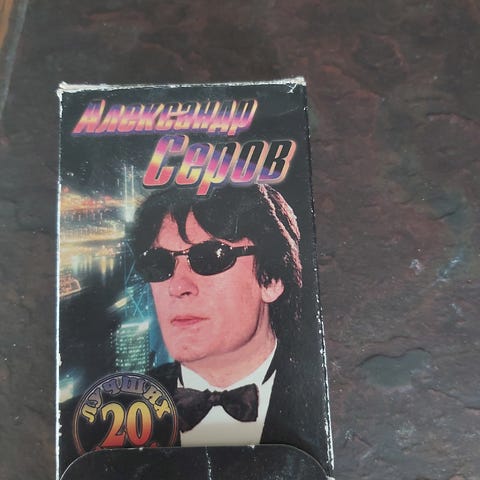 Александр
Серов
лучших
20